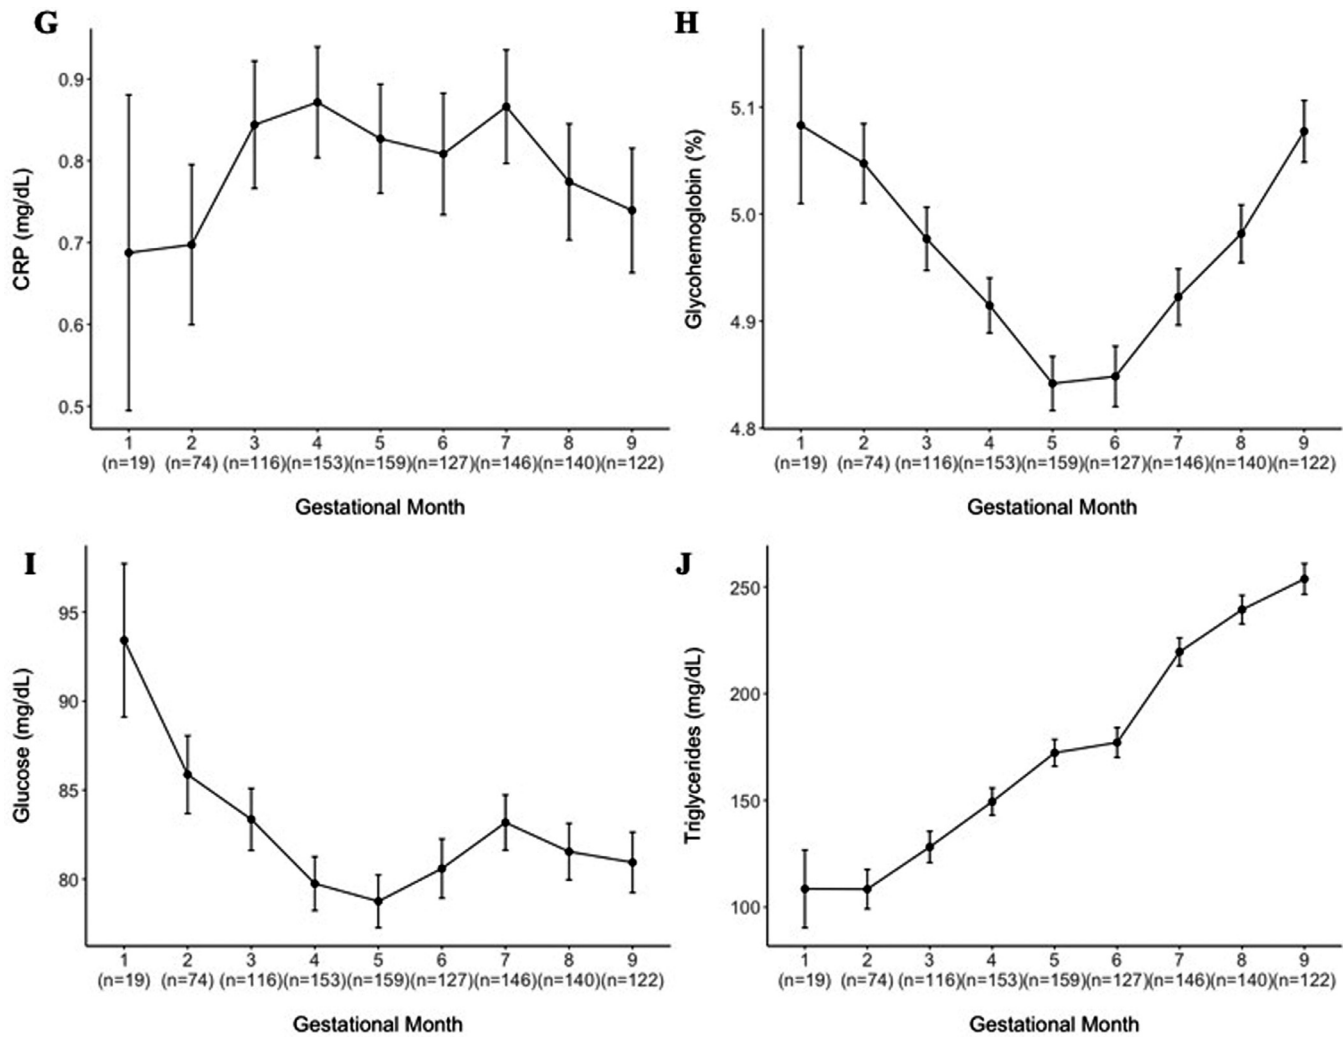 G
CRP (mg/dL)
0.9
0.8
0.7
0.6
0.5
1 2 3 4 5 6 7 8 9
(n=19) (n=74) (n=116)(n=153)(n=159)(n=127)(n=146)(n=140)(n=122)
Gestational Month
H
Glycohemoglobin (%)
5.1
5.0
4.9
4.8
1 2 3 4 5 6 7 8 9
(n=19) (n=74) (n=116)(n=153)(n=159)(n=127)(n=146)(n=140)(n=122)
Gestational Month
I
Glucose (mg/dL)
95
90
85
80
1 2 3 4 5 6 7 8 9
(n=19) (n=74) (n=116)(n=153)(n=159)(n=127)(n=146)(n=140)(n=122)
Gestational Month
J
Triglycerides (mg/dL)
250
200
150
100
1 2 3 4 5 6 7 8 9
(n=19) (n=74) (n=116)(n=153)(n=159)(n=127)(n=146)(n=140)(n=122)
Gestational Month